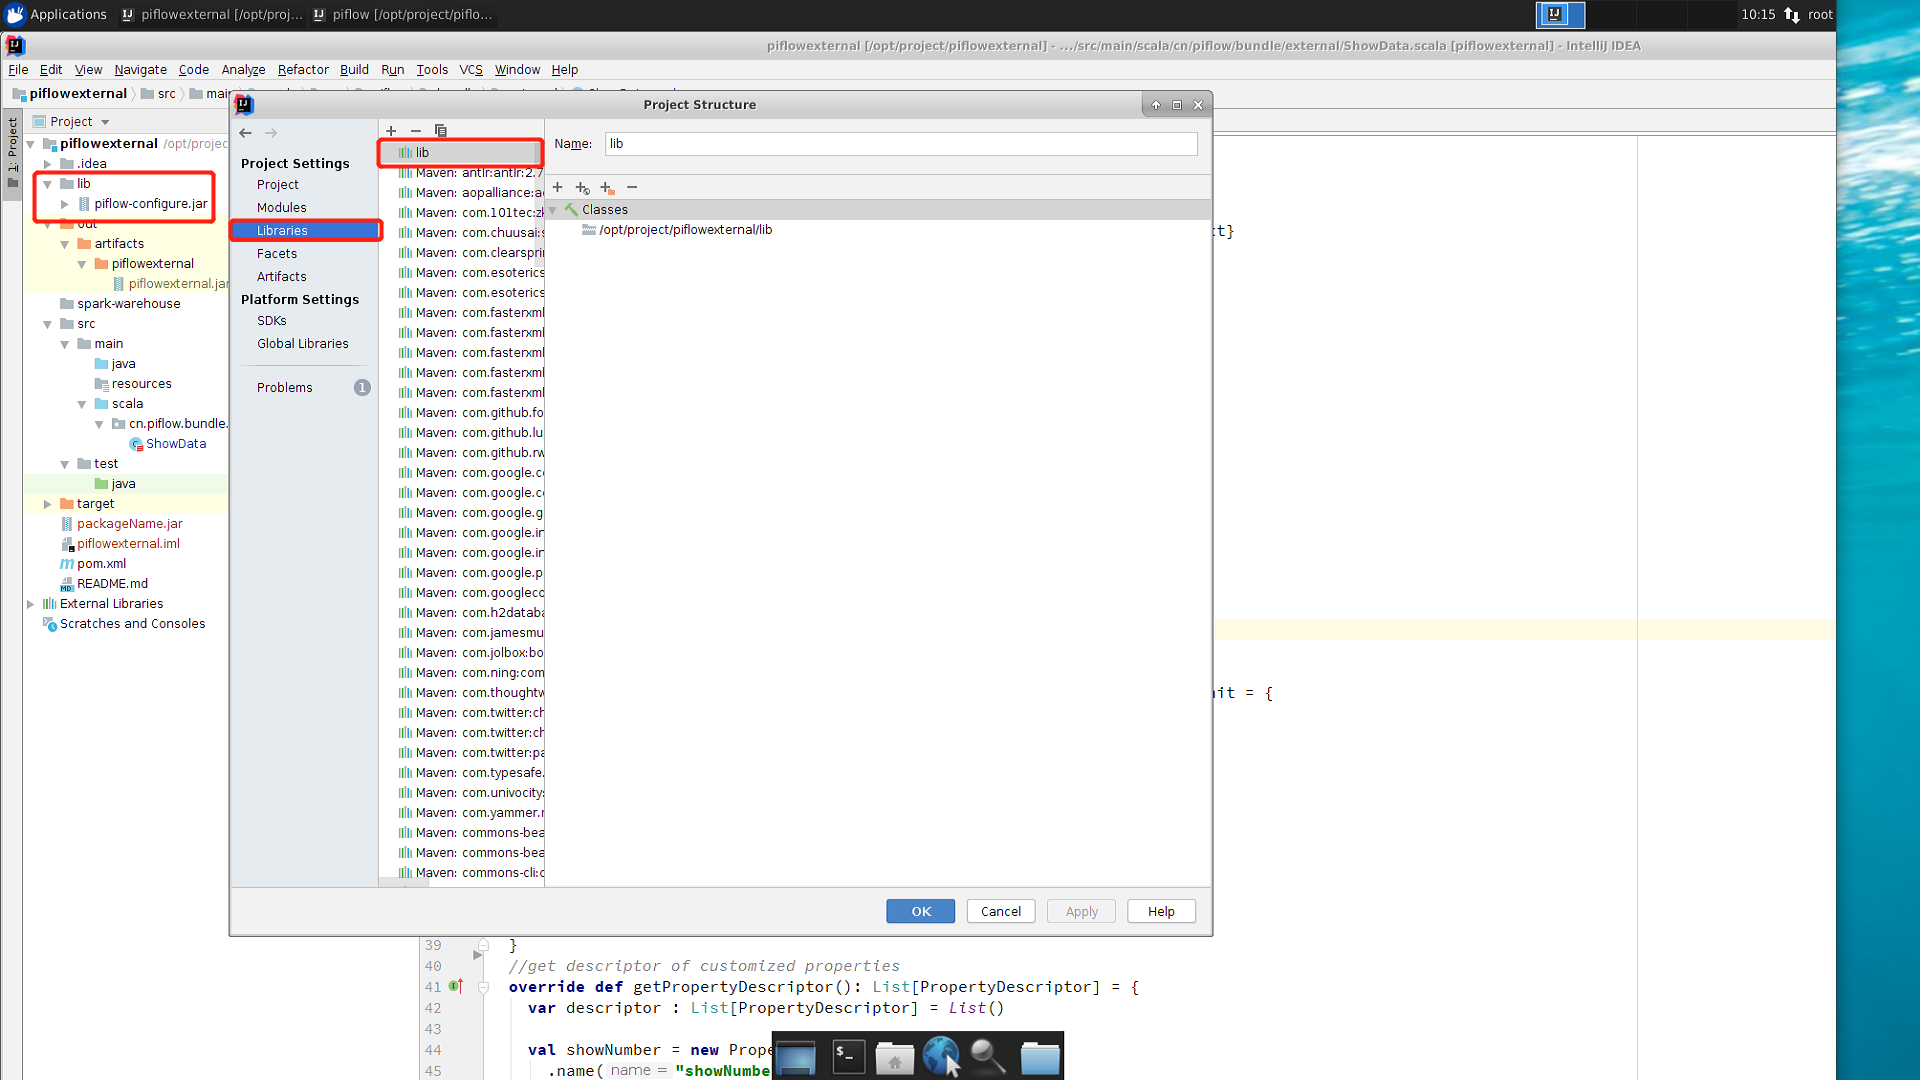 Applications piflowexternal [/opt/proj... piflow [/opt/project/piflo... 10:15 root
piflowexternal [/opt/project/piflowexternal] - .../src/main/scala/cn/piflow/bundle/external/ShowData.scala [piflowexternal] - IntelliJ IDEA
File Edit View Navigate Code Analyze Refactor Build Run Tools VCS Window Help
piflowexternal src main
1: Project
Project
piflowexternal /opt/projec
.idea
lib
piflow-configure.jar
out
artifacts
piflowexternal
piflowexternal.jar
spark-warehouse
src
main
java
resources
scala
cn.piflow.bundle.
ShowData
test
java
target
packageName.jar
piflowexternal.iml
pom.xml
README.md
External Libraries
Scratches and Consoles
Project Structure
Project Settings
Project
Modules
Libraries
Facets
Artifacts
Platform Settings
SDKs
Global Libraries
Problems 1
lib
Maven: antlr:antlr:2.7
Maven: aopalliance:ao
Maven: com.101tec:zk
Maven: com.chuusai:s
Maven: com.clearsprin
Maven: com.esoterics
Maven: com.esoterics
Maven: com.fasterxml
Maven: com.fasterxml
Maven: com.fasterxml
Maven: com.fasterxml
Maven: com.fasterxml
Maven: com.github.fo
Maven: com.github.lu
Maven: com.github.rw
Maven: com.google.co
Maven: com.google.co
Maven: com.google.g
Maven: com.google.in
Maven: com.google.in
Maven: com.google.p
Maven: com.googleco
Maven: com.h2databa
Maven: com.jamesmu
Maven: com.jolbox:bo
Maven: com.ning:com
Maven: com.thoughtw
Maven: com.twitter:ch
Maven: com.twitter:ch
Maven: com.twitter:pa
Maven: com.typesafe.
Maven: com.univocity:
Maven: com.yammer.m
Maven: commons-bea
Maven: commons-bea
Maven: commons-cli:c
Name: lib
Classes
/opt/project/piflowexternal/lib
OK Cancel Apply Help
xt}
nit = {
39 }
40 //get descriptor of customized properties
41 override def getPropertyDescriptor(): List[PropertyDescriptor] = {
42 var descriptor : List[PropertyDescriptor] = List()
43
44 val showNumber = new Prope
45 .name( name = "showNumbe